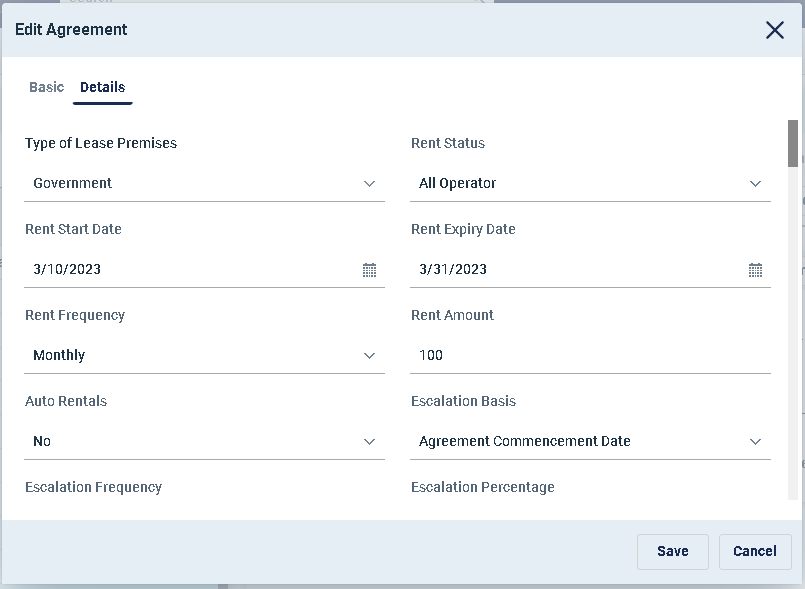 Edit Agreement
Basic Details
Type of Lease Premises Rent Status
Government All Operator
Rent Start Date Rent Expiry Date
3/10/2023 3/31/2023
Rent Frequency Rent Amount
Monthly 100
Auto Rentals Escalation Basis
No Agreement Commencement Date
Escalation Frequency Escalation Percentage
Save Cancel